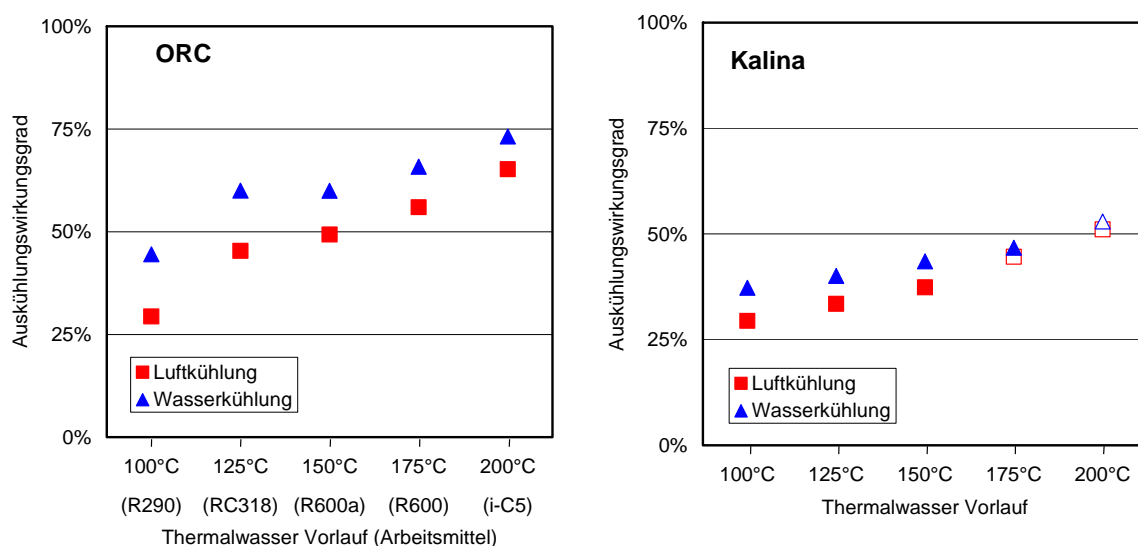 ORC
Auskühlungswirkungsgrad
100%
75%
50%
25%
0%
Luftkühlung
Wasserkühlung
100°C 125°C 150°C 175°C 200°C
(R290) (RC318) (R600a) (R600) (i-C5)
Thermalwasser Vorlauf (Arbeitsmittel)
Kalina
Auskühlungswirkungsgrad
100%
75%
50%
25%
0%
Luftkühlung
Wasserkühlung
100°C 125°C 150°C 175°C 200°C
Thermalwasser Vorlauf